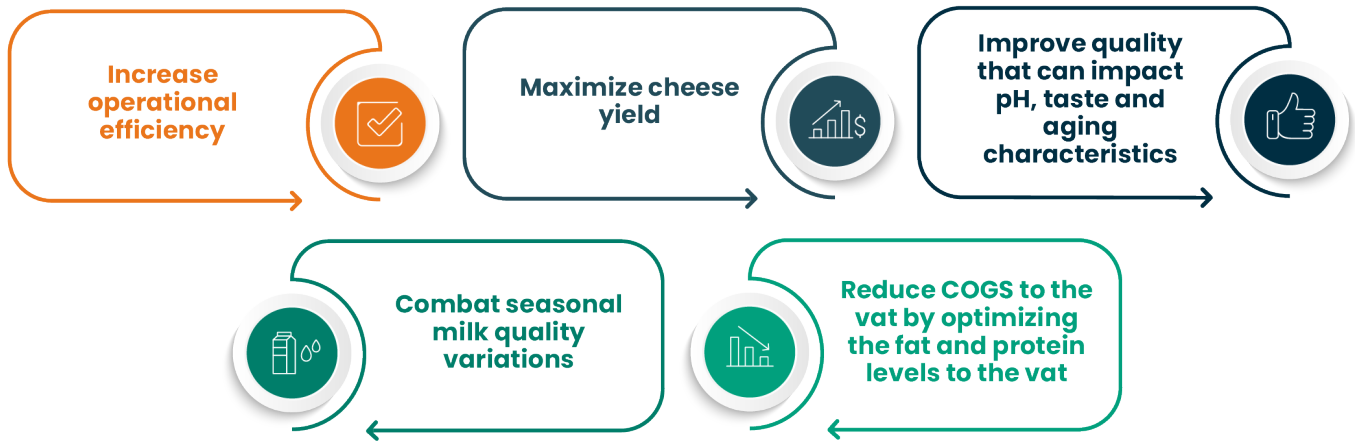 Increase
operational
efficiency
Maximize cheese
yield
$
Improve quality
that can impact
pH, taste and
aging
characteristics
Combat seasonal
milk quality
variations
Reduce COGS to the
vat by optimizing
the fat and protein
levels to the vat